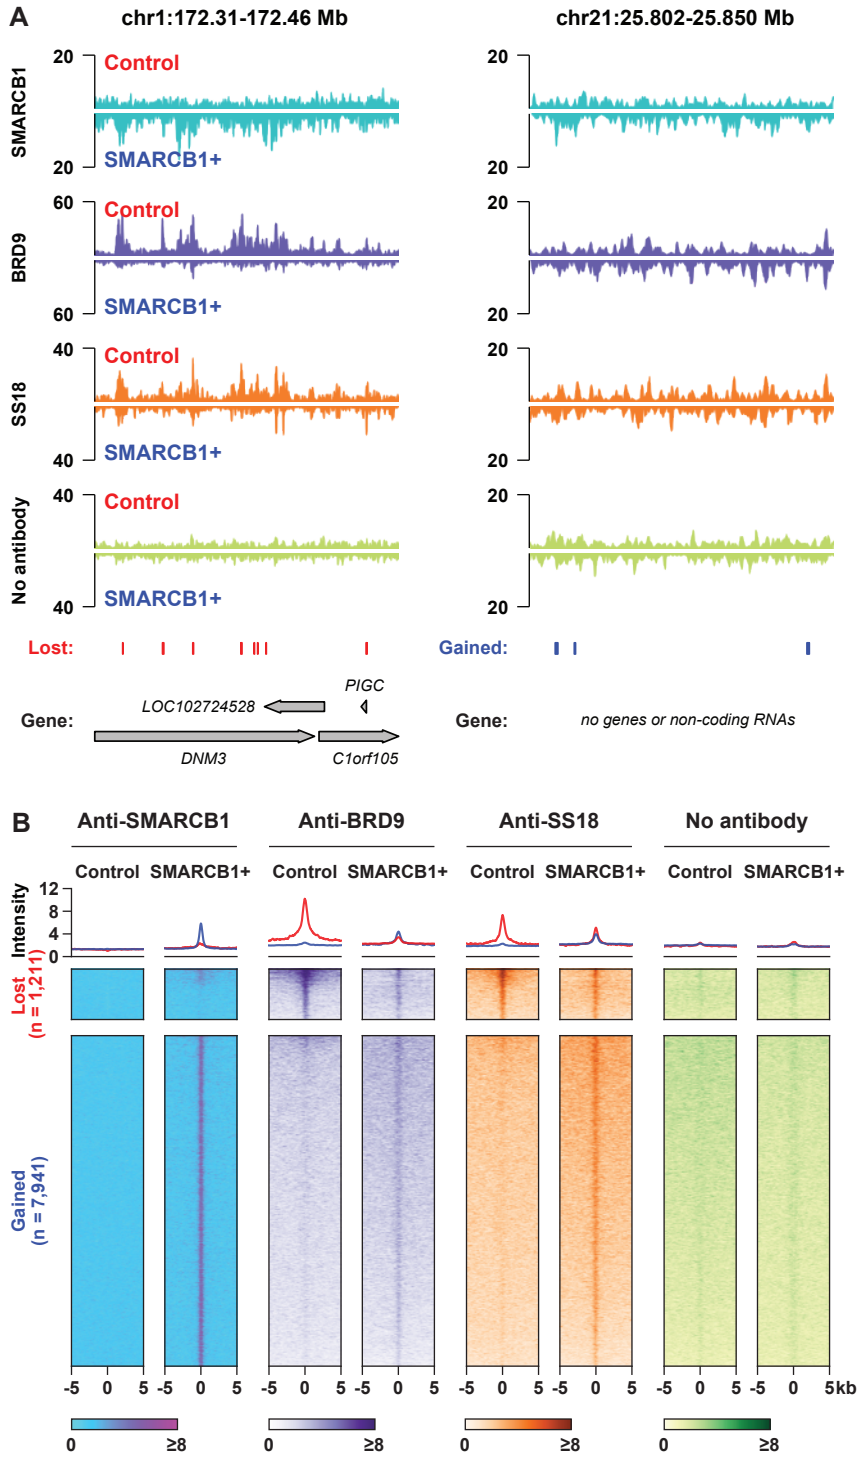 A
chr1:172.31-172.46 Mb
chr21:25.802-25.850 Mb
SMARCB1
20
Control
SMARCB1+
20
20
20
BRD9
60
Control
SMARCB1+
60
20
20
SS18
40
Control
SMARCB1+
40
20
20
No antibody
40
Control
SMARCB1+
40
20
20
Lost:
Gained:
Gene:
PIGC
LOC102724528
DNM3
C1orf105
Gene:
no genes or non-coding RNAs
B
Anti-SMARCB1 Anti-BRD9 Anti-SS18 No antibody
Control SMARCB1+ Control SMARCB1+ Control SMARCB1+ Control SMARCB1+
Intensity
12
8
4
0
Lost
(n = 1,211)
Gained
(n = 7,941)
-5 0 5 -5 0 5 -5 0 5 -5 0 5 -5 0 5 -5 0 5 -5 0 5 -5 0 5 kb
0 ≥8 0 ≥8 0 ≥8 0 ≥8